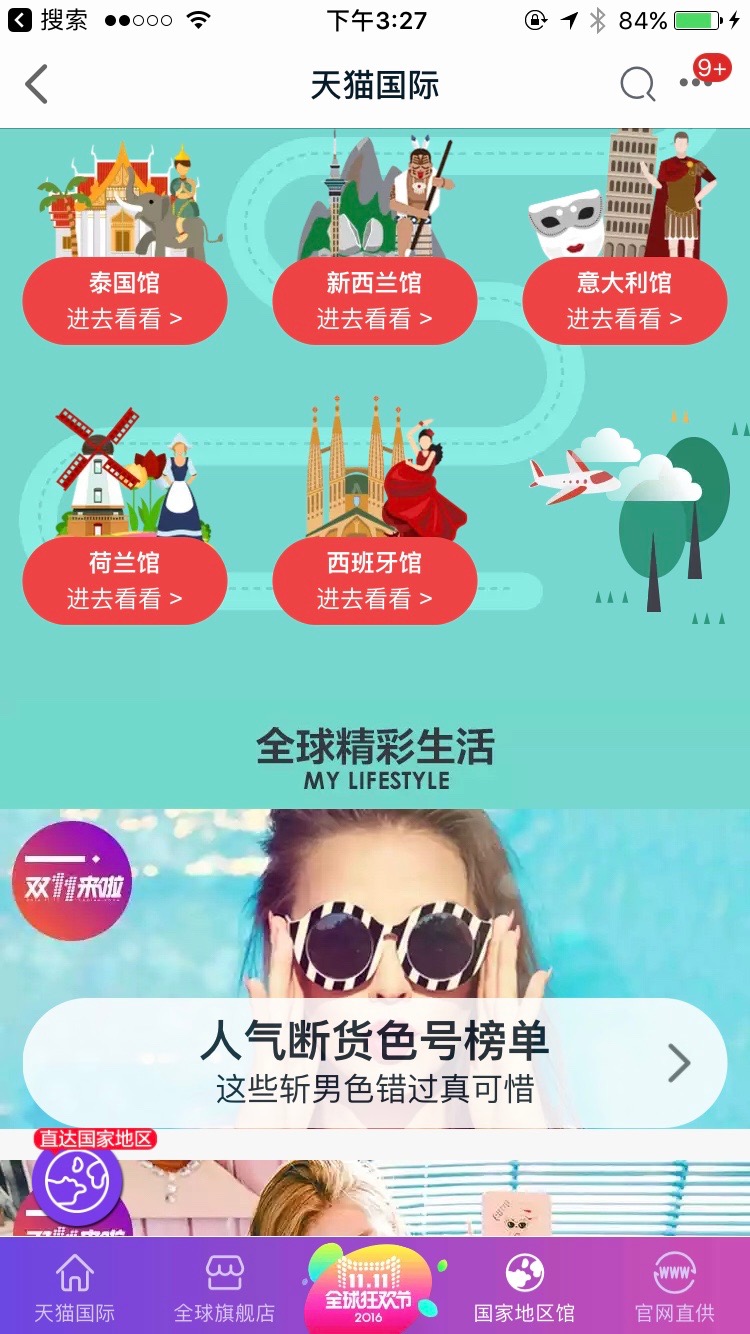 搜索
下午3:27
84%
天猫国际
9+
泰国馆
进去看看 >
新西兰馆
进去看看 >
意大利馆
进去看看 >
荷兰馆
进去看看 >
西班牙馆
进去看看 >
全球精彩生活
MY LIFESTYLE
双11来啦
人气断货色号榜单
这些斩男色错过真可惜
直达国家地区
天猫国际
全球旗舰店
11.11
全球狂欢节
2016
国家地区馆
WWW
官网直供